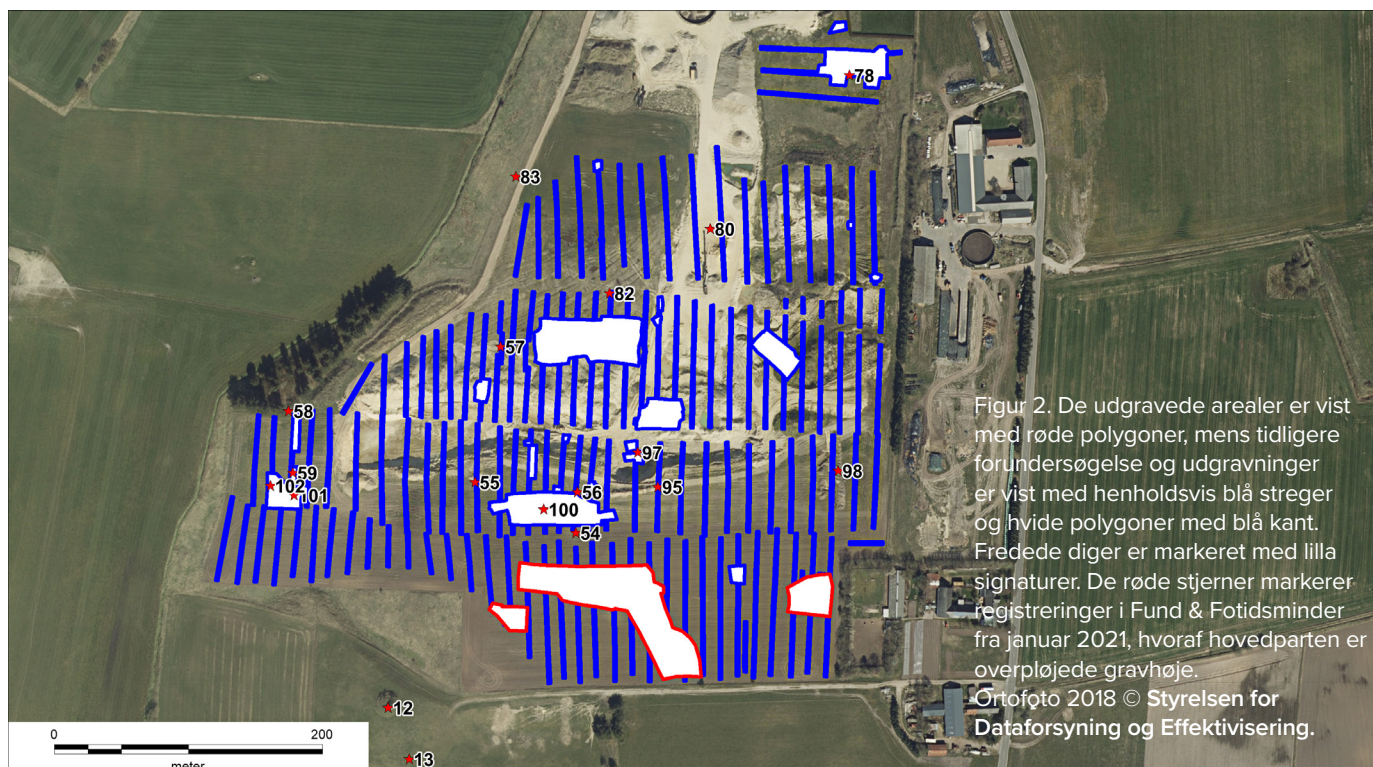 78
83
80
82
57
58
59
102
101
55
97
98
56
95
100
54
12
13
0 200
meter
Figur 2. De udgravede arealer er vist
med røde polygoner, mens tidligere
forundersøgelse og udgravninger
er vist med henholdsvis blå streger
og hvide polygoner med blå kant.
Fredede diger er markeret med lilla
signaturer. De røde stjerner markerer
registreringer i Fund & Fotidsminder
fra januar 2021, hvoraf hovedparten er
overpløjede gravhøje.
Ortofoto 2018 © Styrelsen for
Dataforsyning og Effektivisering.